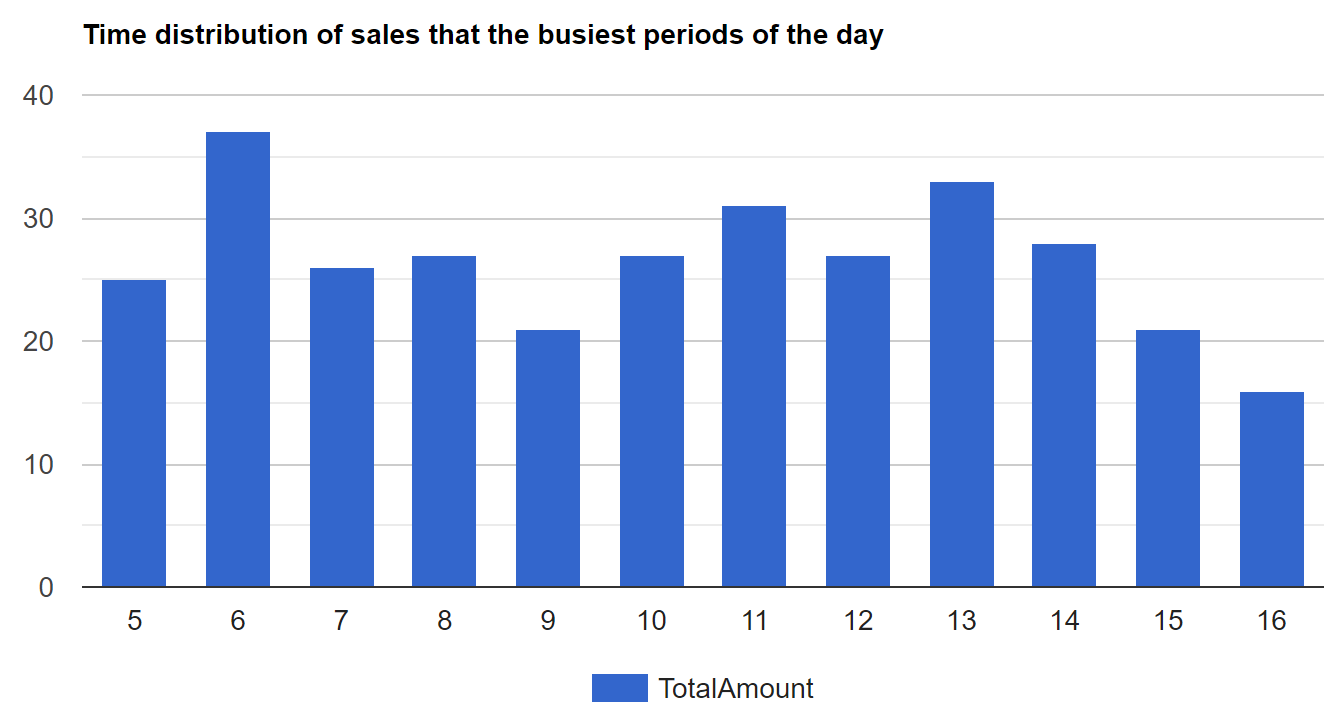 Time distribution of sales that the busiest periods of the day
40
30
20
10
0
5 6 7 8 9 10 11 12 13 14 15 16
TotalAmount